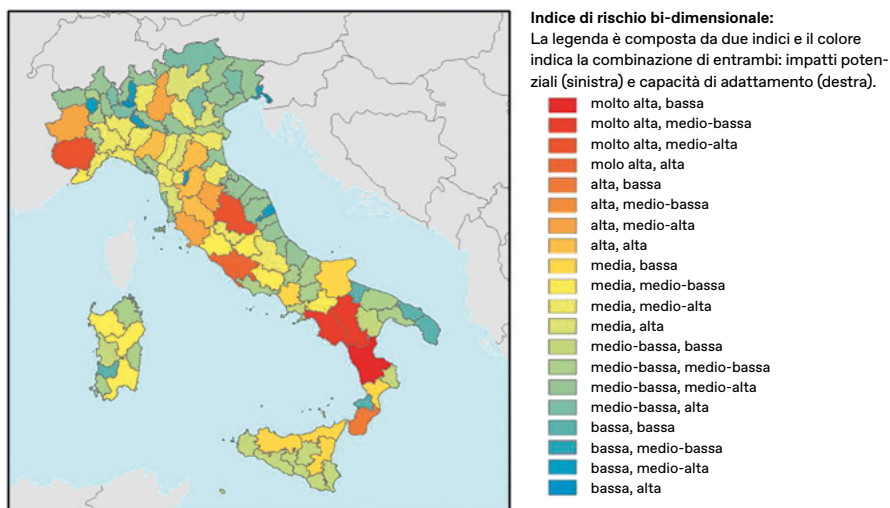 Indice di rischio bi-dimensionale:
La legenda è composta da due indici e il colore
indica la combinazione di entrambi: impatti poten-
ziali (sinistra) e capacità di adattamento (destra).
molto alta, bassa
molto alta, medio-bassa
molto alta, medio-alta
molo alta, alta
alta, bassa
alta, medio-bassa
alta, medio-alta
alta, alta
media, bassa
media, medio-bassa
media, medio-alta
media, alta
medio-bassa, bassa
medio-bassa, medio-bassa
medio-bassa, medio-alta
medio-bassa, alta
bassa, bassa
bassa, medio-bassa
bassa, medio-alta
bassa, alta